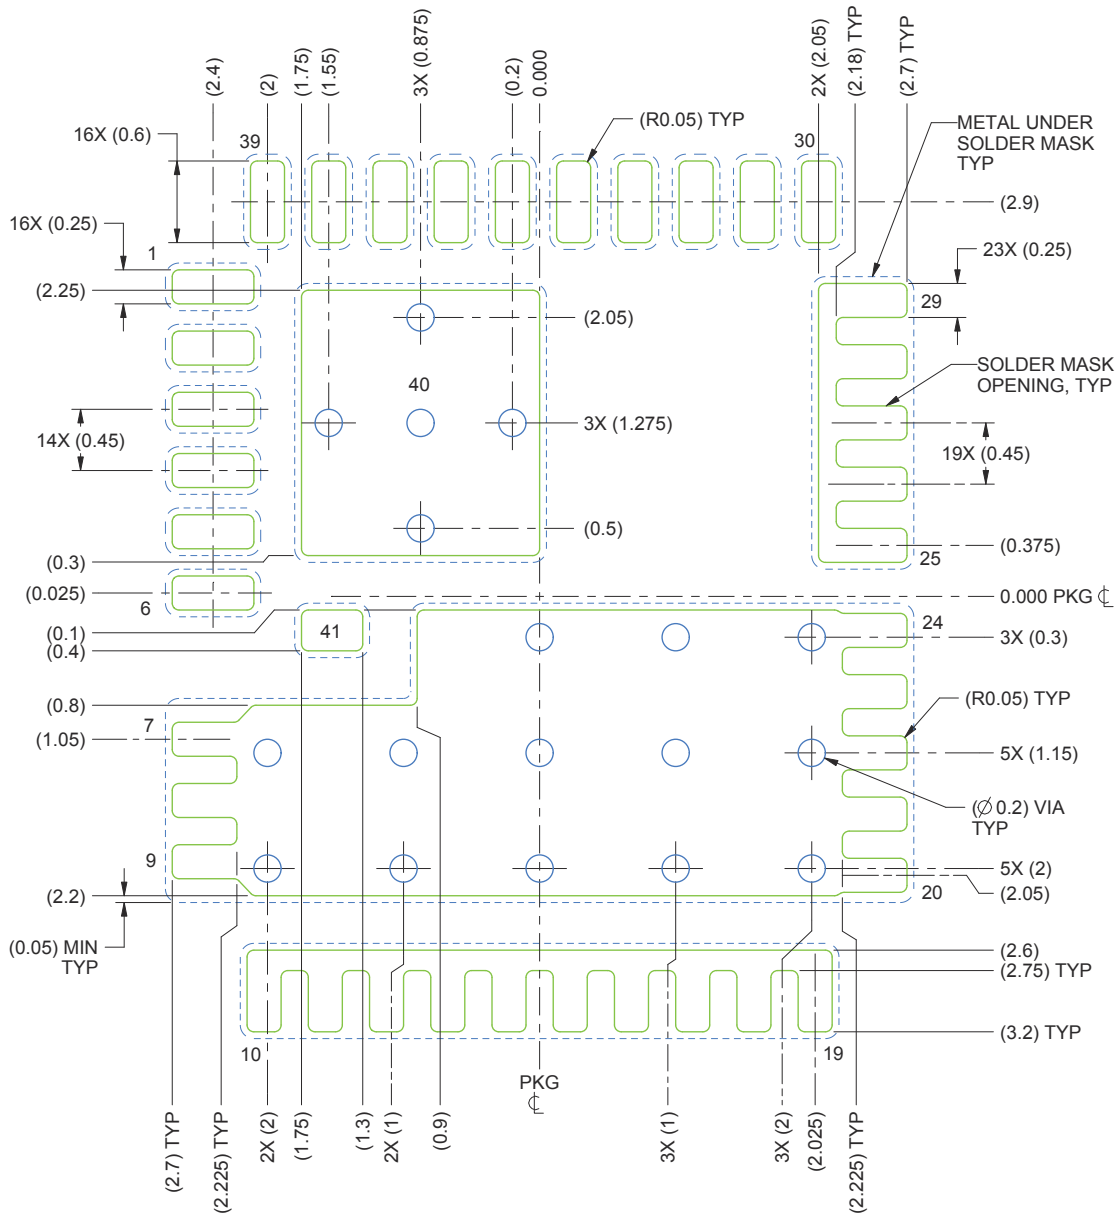 (2.4)
(2)
(1.75)
(1.55)
3X (0.875)
(0.2)
0.000
2X (2.05)
(2.18) TYP
(2.7) TYP
16X (0.6)
39
(R0.05) TYP
30
METAL UNDER
SOLDER MASK
TYP
(2.9)
16X (0.25)
1
23X (0.25)
(2.25)
29
(2.05)
SOLDER MASK
OPENING, TYP
40
14X (0.45)
3X (1.275)
19X (0.45)
(0.5)
(0.375)
(0.3)
25
(0.025)
6
0.000 PKG ℄
(0.1)
41
24
(0.4)
3X (0.3)
(0.8)
7
(R0.05) TYP
(1.05)
5X (1.15)
(Ø 0.2) VIA
TYP
9
5X (2)
(2.2)
20
(2.05)
(0.05) MIN
TYP
(2.6)
(2.75) TYP
(3.2) TYP
10
19
PKG
℄
(2.7) TYP
(2.225) TYP
2X (2)
(1.75)
(1.3)
2X (1)
(0.9)
3X (1)
3X (2)
(2.025)
(2.225) TYP